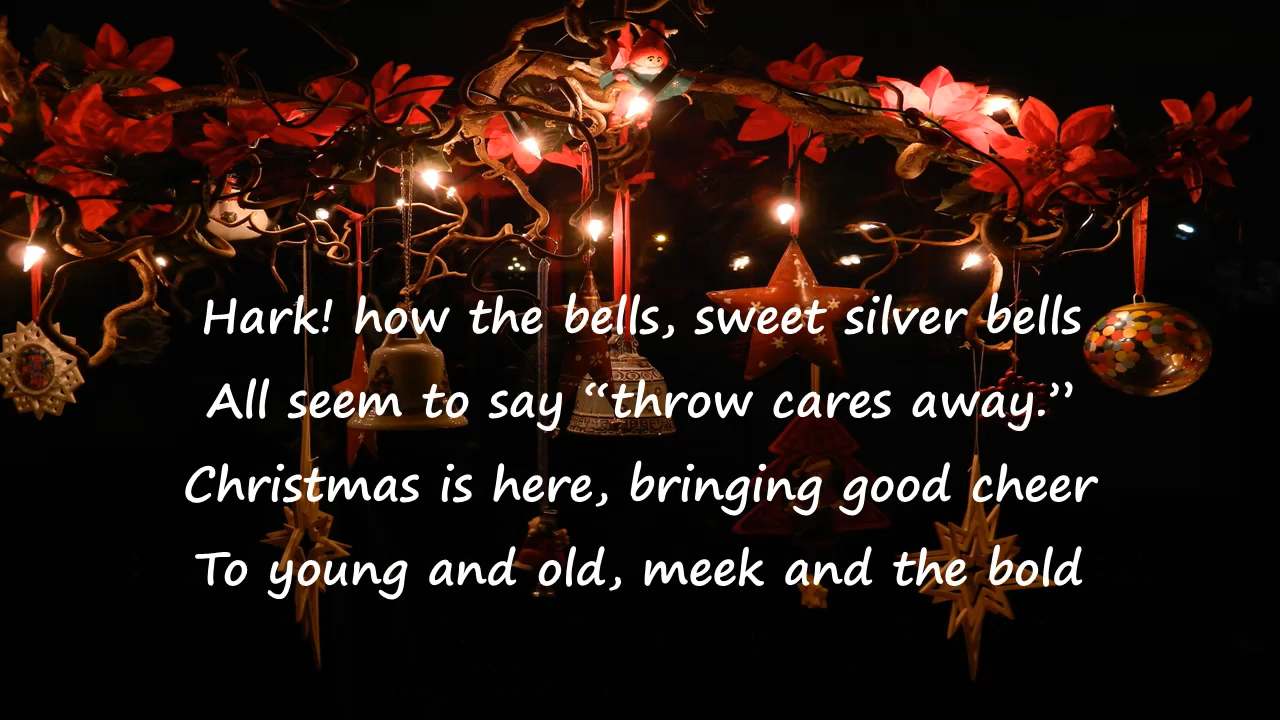 Hark! how the bells, sweet silver bells
All seem to say “throw cares away.”
Christmas is here, bringing good cheer
To young and old, meek and the bold